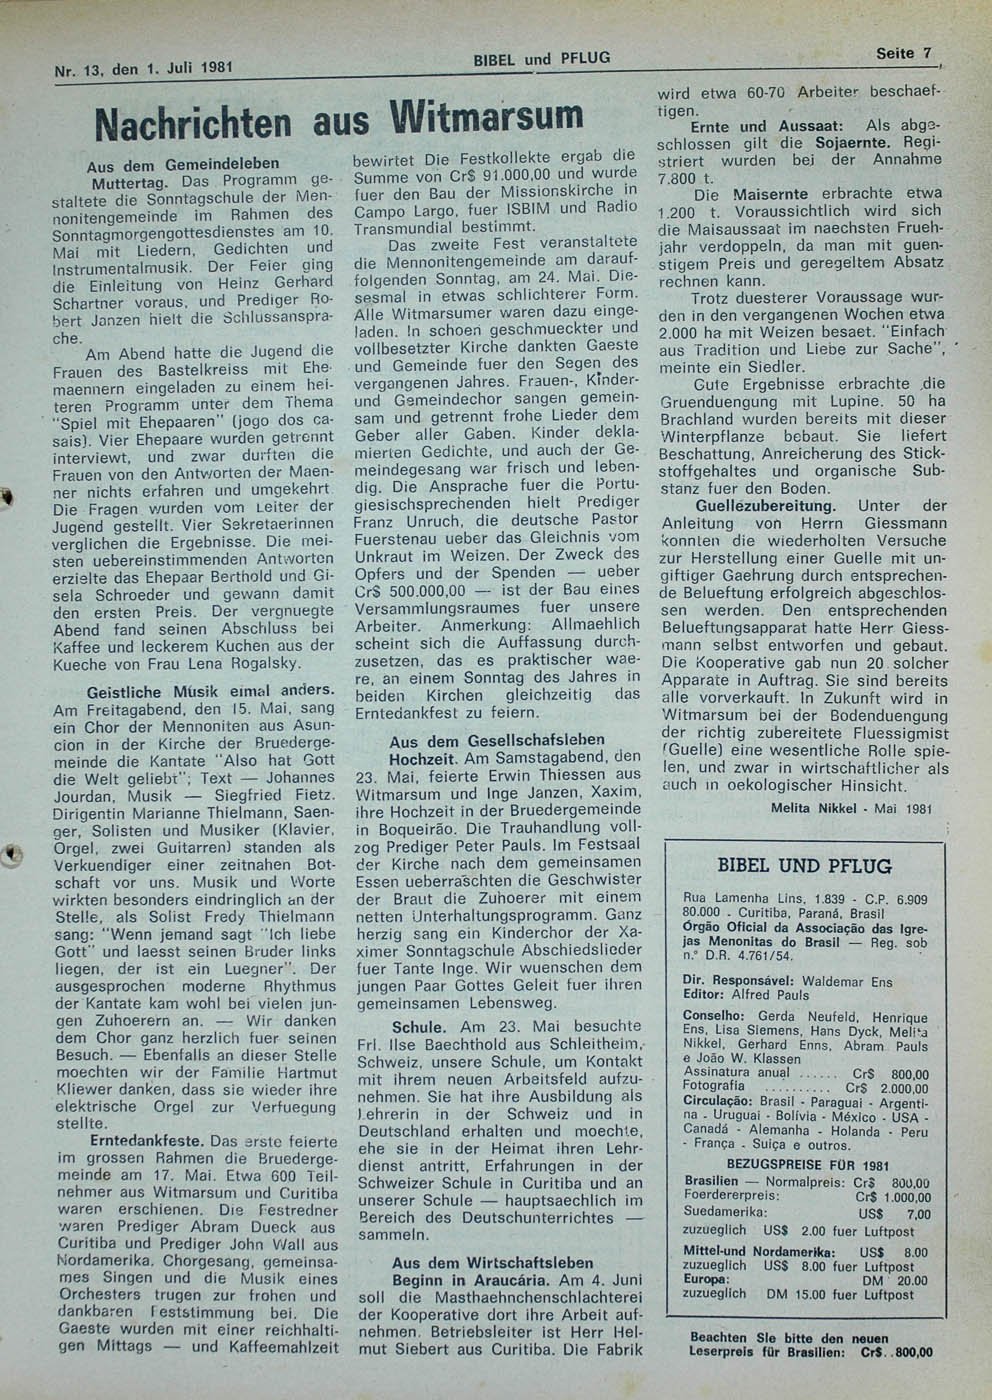 Nr. 13, den 1. Juli 1981
BIBEL und PFLUG
Seite 7
Nachrichten aus Witmarsum
Aus dem Gemeindeleben
Muttertag. Das Programm ge-
staltete die Sonntagschule der Men-
nonitengemeinde im Rahmen des
Sonntagmorgengottesdienstes am 10.
Mai mit Liedern, Gedichten und
Instrumentalmusik. Der Feier ging
die Einleitung von Heinz Gerhard
Schartner voraus, und Prediger Ro-
bert Janzen hielt die Schlussanspra-
che.
Am Abend hatte die Jugend die
Frauen des Bastelkreiss mit Ehe-
maennern eingeladen zu einem hei-
teren Programm unter dem Thema
"Spiel mit Ehepaaren" (jogo dos ca-
sais). Vier Ehepaare wurden getrennt
interviewt, und zwar durften die
Frauen von den Antworten der Maen-
ner nichts erfahren und umgekehrt
Die Fragen wurden vom Leiter der
Jugend gestellt. Vier Sekretaerinnen
verglichen die Ergebnisse. Die mei-
sten uebereinstimmenden Antworten
erzielte das Ehepaar Berthold und Gi-
sela Schroeder und gewann damit
den ersten Preis. Der vergnuegte
Abend fand seinen Abschluss bei
Kaffee und leckerem Kuchen aus der
Kueche von Frau Lena Rogalsky.
Geistliche Musik eimal anders.
Am Freitagabend, den 15. Mai, sang
ein Chor der Mennoniten aus Asun-
cion in der Kirche der Bruederge-
meinde die Kantate "Also hat Gott
die Welt geliebt"; Text — Johannes
Jourdan, Musik — Siegfried Fietz.
Dirigentin Marianne Thielmann, Saen-
ger, Solisten und Musiker (Klavier,
Orgel, zwei Guitarren) standen als
Verkuendiger einer zeitnahen Bot-
schaft vor uns. Musik und Worte
wirkten besonders eindringlich an der
Stelle, als Solist Fredy Thielmann
sang: "Wenn jemand sagt "Ich liebe
Gott" und laesst seinen Bruder links
liegen, der ist ein Luegner". Der
ausgesprochen moderne Rhythmus
der Kantate kam wohl bei vielen jun-
gen Zuhoerern an. — Wir danken
dem Chor ganz herzlich fuer seinen
Besuch. — Ebenfalls an dieser Stelle
moechten wir der Familie Hartmut
Kliewer danken, dass sie wieder ihre
elektrische Orgel zur Verfuegung
stellte.
Erntedankfeste. Das erste feierte
im grossen Rahmen die Bruederge-
meinde am 17. Mai. Etwa 600 Teil-
nehmer aus Witmarsum und Curitiba
waren erschienen. Die Festredner
waren Prediger Abram Dueck aus
Curitiba und Prediger John Wall aus
Nordamerika. Chorgesang, gemeinsa-
mes Singen und die Musik eines
Orchesters trugen zur frohen und
dankbaren Feststimmung bei. Die
Gaeste wurden mit einer reichhalti-
gen Mittags — und Kaffeemahlzeit
bewirtet Die Festkollekte ergab die
Summe von Cr$ 91.000,00 und wurde
fuer den Bau der Missionskirche in
Campo Largo, fuer ISBIM und Radio
Transmundial bestimmt.
Das zweite Fest veranstaltete
die Mennonitengemeinde am darauf-
folgenden Sonntag, am 24. Mai. Die-
sesmal in etwas schlichterer Form.
Alle Witmarsumer waren dazu einge-
laden. In schoen geschmueckter und
vollbesetzter Kirche dankten Gaeste
und Gemeinde fuer den Segen des
vergangenen Jahres. Frauen-, Kinder-
und Gemeindechor sangen gemein-
sam und getrennt frohe Lieder dem
Geber aller Gaben. Kinder dekla-
mierten Gedichte, und auch der Ge-
meindegesang war frisch und leben-
dig. Die Ansprache fuer die Portu-
giesischsprechenden hielt Prediger
Franz Unruch, die deutsche Pastor
Fuerstenau ueber das Gleichnis vom
Unkraut im Weizen. Der Zweck des
Opfers und der Spenden — ueber
Cr$ 500.000,00 — ist der Bau eines
Versammlungsraumes fuer unsere
Arbeiter. Anmerkung: Allmaehlich
scheint sich die Auffassung durch-
zusetzen, das es praktischer wae-
re, an einem Sonntag des Jahres in
beiden Kirchen gleichzeitig das
Erntedankfest zu feiern.
Aus dem Gesellschafsleben
Hochzeit. Am Samstagabend, den
23. Mai, feierte Erwin Thiessen aus
Witmarsum und Inge Janzen, Xaxim,
ihre Hochzeit in der Bruedergemeinde
in Boqueirão. Die Trauhandlung voll-
zog Prediger Peter Pauls. Im Festsaal
der Kirche nach dem gemeinsamen
Essen ueberraschten die Geschwister
der Braut die Zuhoerer mit einem
netten Unterhaltungsprogramm. Ganz
herzig sang ein Kinderchor der Xa-
ximer Sonntagschule Abschiedslieder
fuer Tante Inge. Wir wuenschen dem
jungen Paar Gottes Geleit fuer ihren
gemeinsamen Lebensweg.
Schule. Am 23. Mai besuchte
Frl. Ilse Baechthold aus Schleitheim,
Schweiz, unsere Schule, um Kontakt
mit ihrem neuen Arbeitsfeld aufzu-
nehmen. Sie hat ihre Ausbildung als
Lehrerin in der Schweiz und in
Deutschland erhalten und moechte,
ehe sie in der Heimat ihren Lehr-
dienst antritt, Erfahrungen in der
Schweizer Schule in Curitiba und an
unserer Schule — hauptsaechlich im
Bereich des Deutschunterrichtes —
sammeln.
Aus dem Wirtschaftsleben
Beginn in Araucária. Am 4. Juni
soll die Masthaehnchenschlachterei
der Kooperative dort ihre Arbeit auf-
nehmen. Betriebsleiter ist Herr Hel-
mut Siebert aus Curitiba. Die Fabrik
wird etwa 60-70 Arbeiter beschaef-
tigen.
Ernte und Aussaat: Als abge-
schlossen gilt die Sojaernte. Regi-
striert wurden bej der Annahme
7.800 t.
Die Maisernte erbrachte etwa
1.200 t. Voraussichtlich wird sich
die Maisaussaat im naechsten Frueh-
jahr verdoppeln, da man mit guen-
stigem Preis und geregeltem Absatz
rechnen kann.
Trotz duesterer Voraussage wur-
den in den vergangenen Wochen etwa
2.000 ha mit Weizen besaet. "Einfach
aus Tradition und Liebe zur Sache",
meinte ein Siedler.
Gute Ergebnisse erbrachte die
Gruenduengung mit Lupine. 50 ha
Brachland wurden bereits mit dieser
Winterpflanze bebaut. Sie liefert
Beschattung, Anreicherung des Stick-
stoffgehaltes und organische Sub-
stanz fuer den Boden.
Guellezubereitung. Unter der
Anleitung von Herrn Giessmann
konnten die wiederholten Versuche
zur Herstellung einer Guelle mit un-
giftiger Gaehrung durch entsprechen-
de Belueftung erfolgreich abgeschlos-
sen werden. Den entsprechenden
Belueftungsapparat hatte Herr Giess-
mann selbst entworfen und gebaut.
Die Kooperative gab nun 20 solcher
Apparate in Auftrag. Sie sind bereits
alle vorverkauft. In Zukunft wird in
Witmarsum bei der Bodenduengung
der richtig zubereitete Fluessigmist
(Guelle) eine wesentliche Rolle spie-
len, und zwar in wirtschaftlicher als
auch in oekologischer Hinsicht.
Melita Nikkel - Mai 1981
BIBEL UND PFLUG
Rua Lamenha Lins, 1.839 - C.P. 6.909
80.000 - Curitiba, Paraná, Brasil
Órgão Oficial da Associação das Igre-
jas Menonitas do Brasil — Reg. sob
n.° D.R. 4.761/54.
Dir. Responsável: Waldemar Ens
Editor: Alfred Pauls
Conselho: Gerda Neufeld, Henrique
Ens, Lisa Siemens, Hans Dyck, Melita
Nikkel, Gerhard Enns, Abram Pauls
e João W. Klassen
Assinatura anual ...... Cr$ 800,00
Fotografia .......... Cr$ 2.000,00
Circulação: Brasil - Paraguai - Argenti-
na - Uruguai - Bolívia - México - USA -
Canadá - Alemanha - Holanda - Peru
- França - Suiça e outros.
BEZUGSPREISE FÜR 1981
Brasilien — Normalpreis: Cr$ 800,00
Foerdererpreis: Cr$ 1.000,00
Suedamerika: US$ 7,00
zuzueglich US$ 2.00 fuer Luftpost
Mittel-und Nordamerika: US$ 8.00
zuzueglich US$ 8.00 fuer Luftpost
Europa: DM 20.00
zuzueglich DM 15.00 fuer Luftpost
Beachten Sie bitte den neuen
Leserpreis für Brasilien: Cr$..800,00